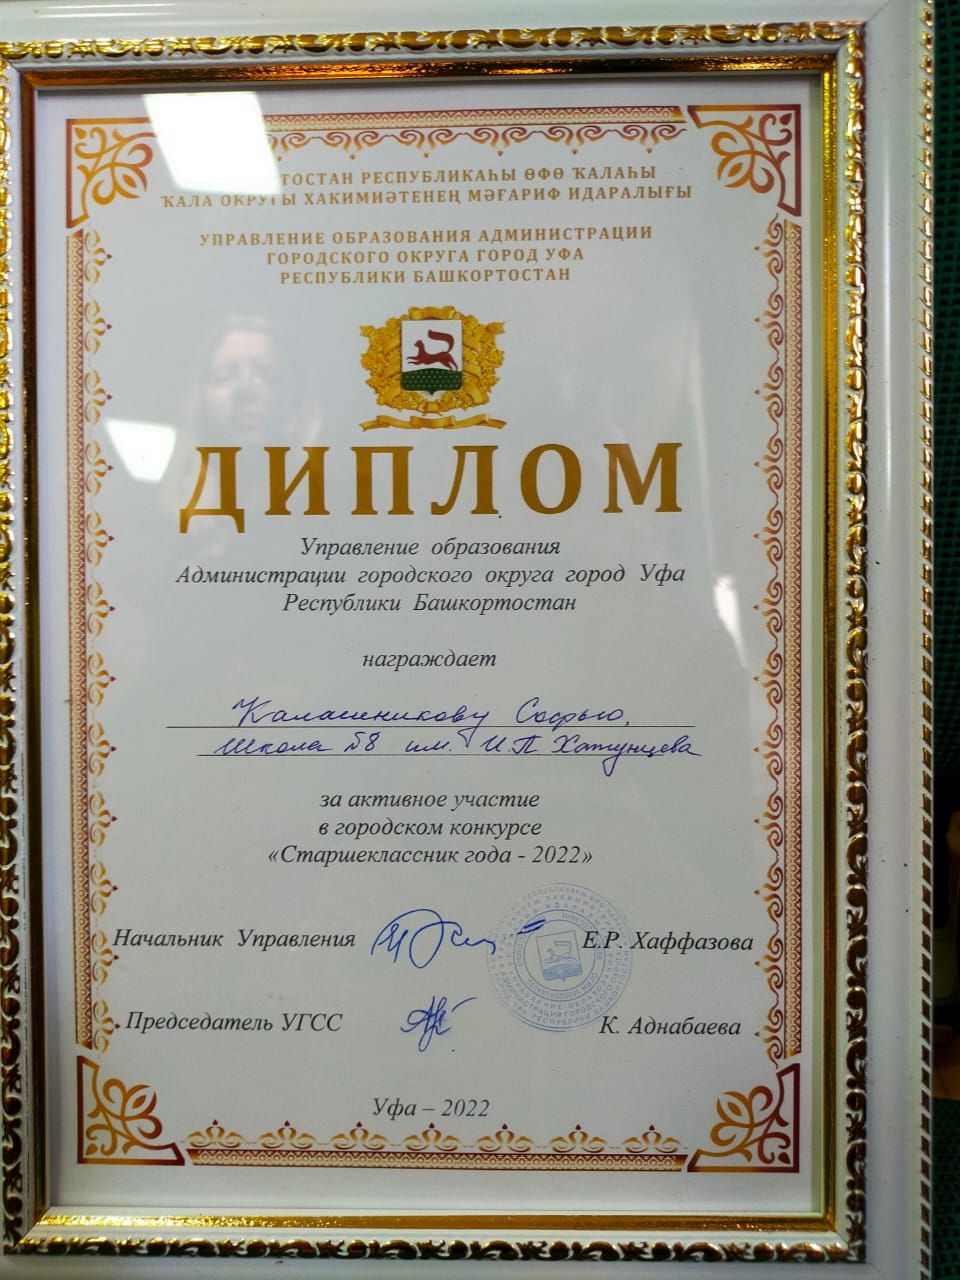 РЕСПУБЛИКАҺЫ ӨФӨ ҠАЛАҺЫ
ҠАЛА ОКРУГЫ ХАКИМИӘТЕНЕҢ МӘҒАРИФ ИДАРАЛЫҒЫ
УПРАВЛЕНИЕ ОБРАЗОВАНИЯ АДМИНИСТРАЦИИ
ГОРОДСКОГО ОКРУГА ГОРОД УФА
РЕСПУБЛИКИ БАШКОРТОСТАН
ДИПЛОМ
Управление образования
Администрации городского округа город Уфа
Республики Башкортостан
награждает
Калашникову Софью,
Школа 58 им. И.П. Хатунцева
за активное участие
в городском конкурсе
«Старшеклассник года - 2022»
Начальник Управления Е.Р. Хаффазова
Председатель УГСС К. Аднабаева
Уфа – 2022